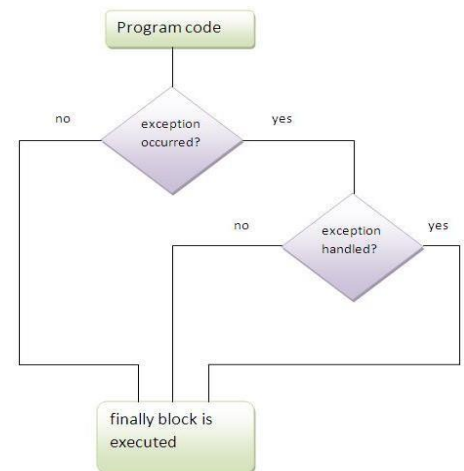 Program code
no
yes
exception
occurred?
no
yes
exception
handled?
finally block is
executed